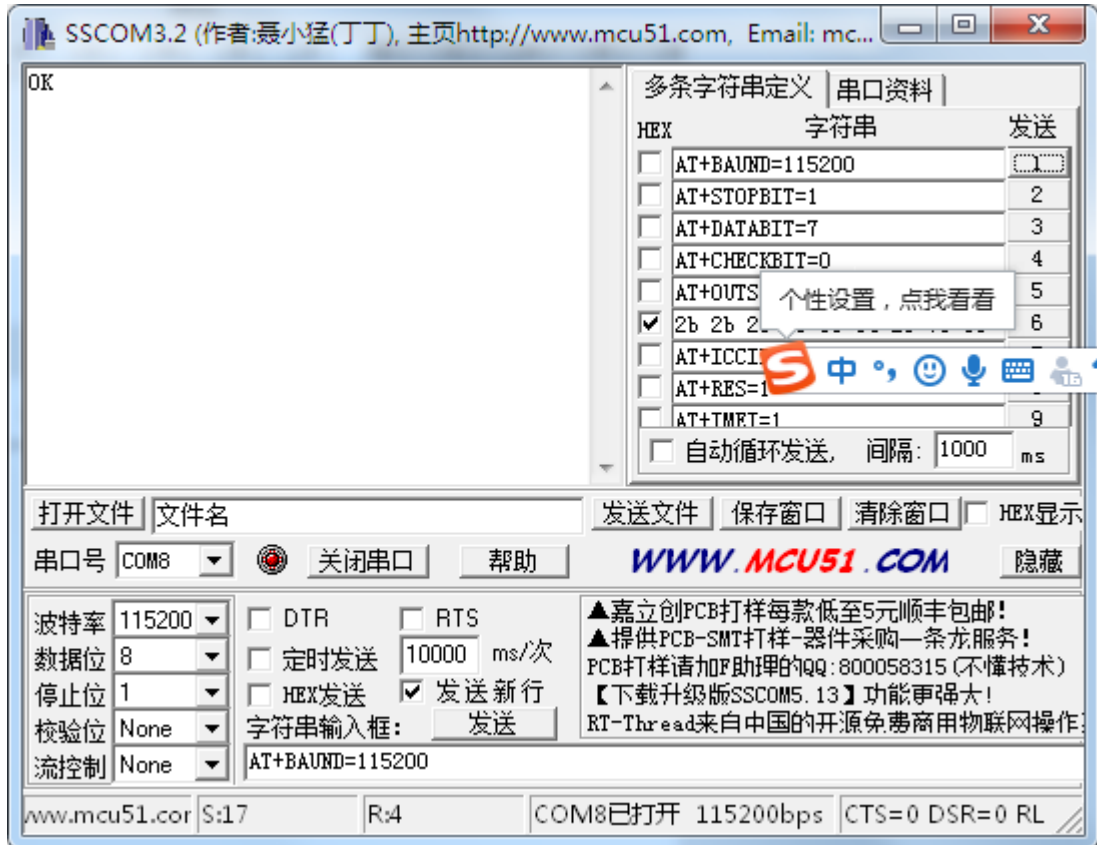 SSCOM3.2 (作者:聂小猛(丁丁), 主页http://www.mcu51.com, Email: mc...
OK
多条字符串定义 串口资料
HEX 字符串 发送
AT+BAUND=115200 1
AT+STOPBIT=1 2
AT+DATABIT=7 3
AT+CHECKBIT=0 4
AT+OUTS 5
个性设置，点我看看
2b 2b 6
AT+ICCI
中
AT+RES=1
AT+TMET=1 9
自动循环发送, 间隔: 1000 ms
打开文件 文件名 发送文件 保存窗口 清除窗口 HEX显示
串口号 COM8 关闭串口 帮助 WWW.MCU51.COM 隐藏
波特率 115200 DTR RTS
数据位 8 定时发送 10000 ms/次
停止位 1 HEX发送 发送新行
校验位 None 字符串输入框: 发送
流控制 None AT+BAUND=115200
▲嘉立创PCB打样每款低至5元顺丰包邮!
▲提供PCB-SMT打样-器件采购一条龙服务!
PCB打样请加F助理的QQ:800058315(不懂技术)
【下载升级版SSCOM5.13】功能更强大!
RT-Thread来自中国的开源免费商用物联网操作
www.mcu51.cor S:17 R:4 COM8已打开 115200bps CTS=0 DSR=0 RL